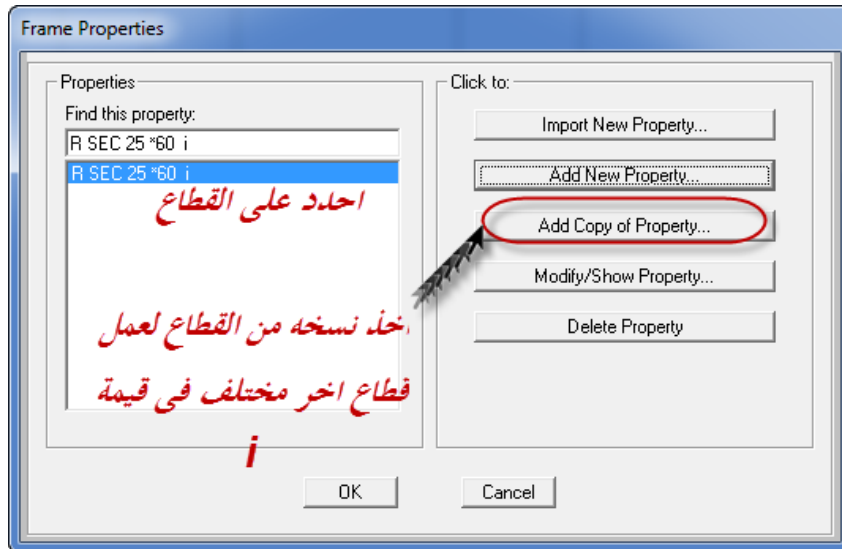 Frame Properties
Properties
Find this property:
R SEC 25 *60 i
R SEC 25 *60 i
احدد على القطاع
اخذ نسخه من القطاع لعمل
قطاع اخر مختلف فى قيمة
i
Click to:
Import New Property...
Add New Property...
Add Copy of Property...
Modify/Show Property...
Delete Property
OK
Cancel